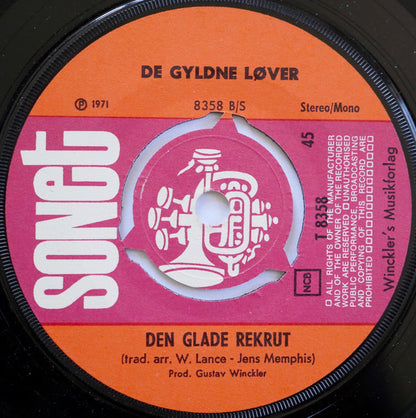 DE GYLDNE LØVER
℗ 1971
8358 B/S
Stereo/Mono
SONET
45
T 8358
NCB
ALL RIGHTS OF THE MANUFACTURER
AND OF THE OWNER OF THE RECORDED
WORK ARE RESERVED UNAUTHORISED
PUBLIC PERFORMANCE, BROADCASTING
AND COPYING OF THIS RECORD ARE
PROHIBITED
Winckler's Musikforlag
DEN GLADE REKRUT
(trad. arr. W. Lance - Jens Memphis)
Prod. Gustav Winckler